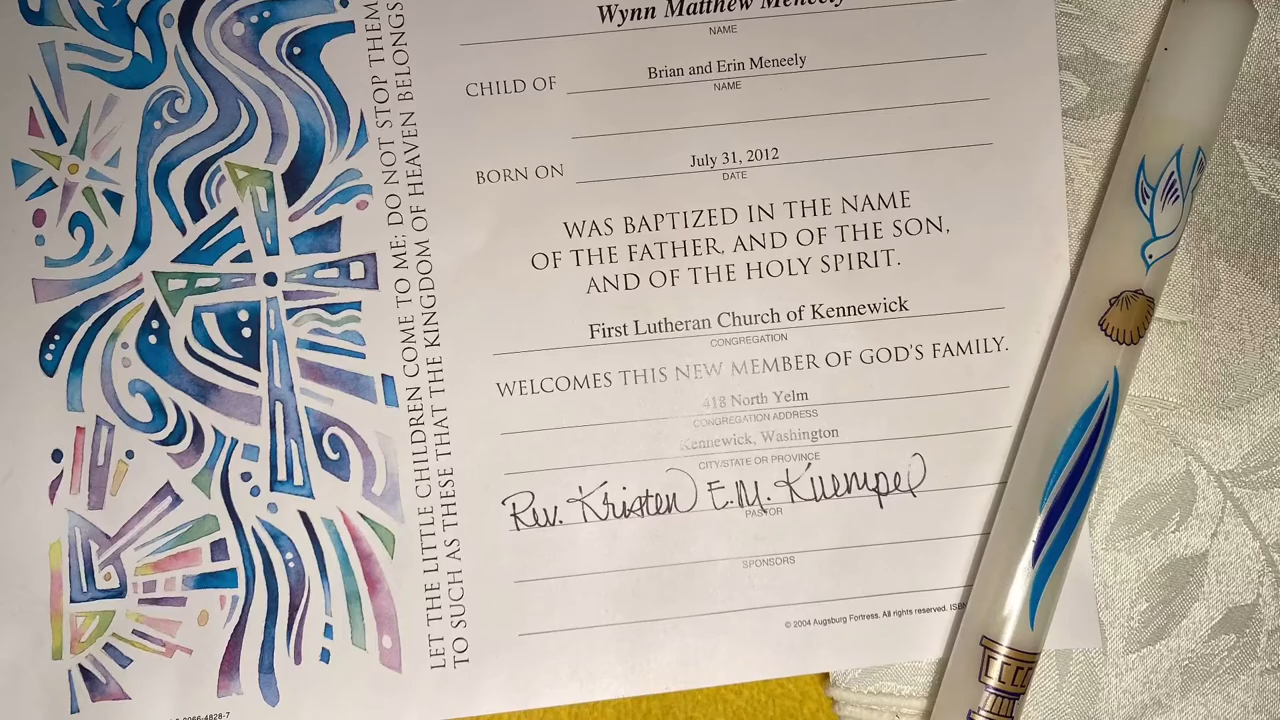 Wynn Matthew Meneely
NAME
CHILD OF Brian and Erin Meneely
NAME
BORN ON July 31, 2012
DATE
WAS BAPTIZED IN THE NAME
OF THE FATHER, AND OF THE SON,
AND OF THE HOLY SPIRIT.
First Lutheran Church of Kennewick
CONGREGATION
WELCOMES THIS NEW MEMBER OF GOD'S FAMILY.
418 North Yelm
CONGREGATION ADDRESS
Kennewick, Washington
CITY/STATE OR PROVINCE
Rev. Kristen E.M. Kuempel
PASTOR
SPONSORS
© 2004 Augsburg Fortress. All rights reserved. ISBN
LET THE LITTLE CHILDREN COME TO ME; DO NOT STOP THEM
TO SUCH AS THESE THAT THE KINGDOM OF HEAVEN BELONGS
6-4828-7